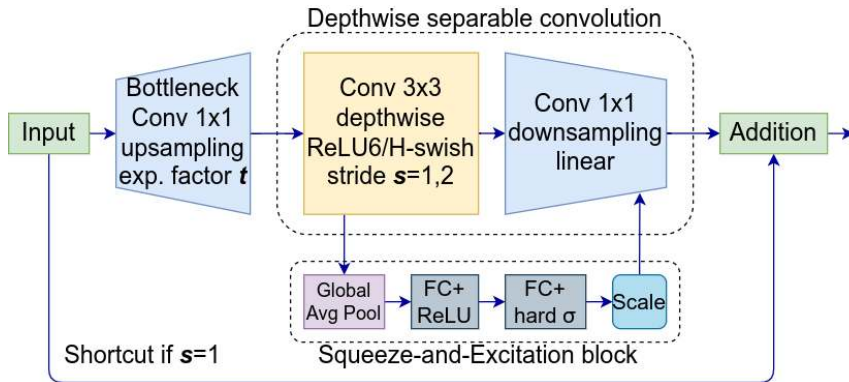 Depthwise separable convolution
Input
Bottleneck
Conv 1x1
upsampling
exp. factor t
Conv 3x3
depthwise
ReLU6/H-swish
stride s=1,2
Conv 1x1
downsampling
linear
Addition
Global
Avg Pool
FC+
ReLU
FC+
hard σ
Scale
Shortcut if s=1
Squeeze-and-Excitation block